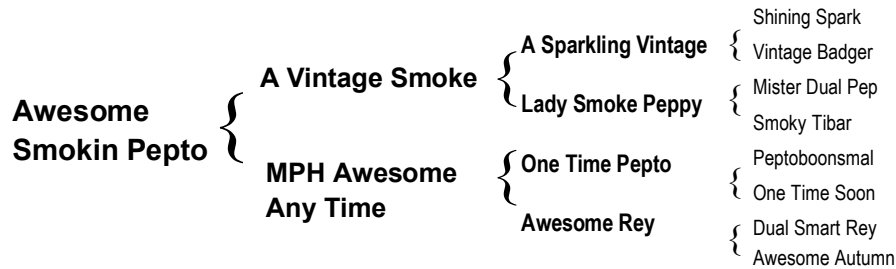 Awesome
Smokin Pepto
A Vintage Smoke
MPH Awesome
Any Time
A Sparkling Vintage
Lady Smoke Peppy
One Time Pepto
Awesome Rey
Shining Spark
Vintage Badger
Mister Dual Pep
Smoky Tibar
Peptoboonsmal
One Time Soon
Dual Smart Rey
Awesome Autumn